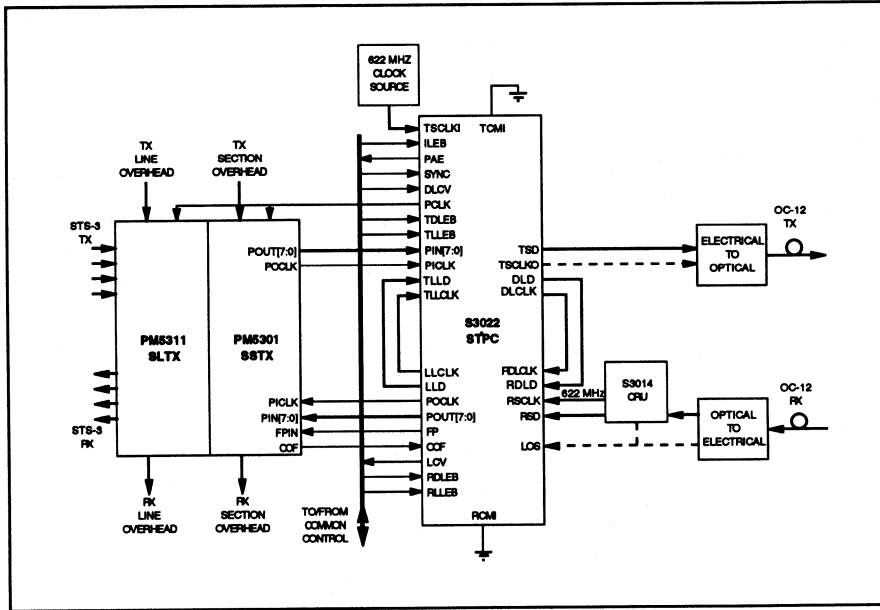 622 MHZ
CLOCK
SOURCE
TX
LINE
OVERHEAD
TX
SECTION
OVERHEAD
STS-3
TX
POUT[7:0]
POCLK
PM5311
SLTX
PM5301
SSTX
PICLK
PIN[7:0]
FPIN
OOF
STS-3
RX
RX
LINE
OVERHEAD
RX
SECTION
OVERHEAD
TO/FROM
COMMON
CONTROL
TSCLKI
TCMI
ILEB
PAE
SYNC
DLCV
PCLK
TDLEB
TLLEB
PIN[7:0]
PICLK
TLLD
TLLCLK
TSD
TSCLKO
DLD
DLCLK
S3022
STPC
LLCLK
LLD
POCLK
POUT[7:0]
FP
OOF
LCV
RDLEB
RLLEB
RDLCLK
RDLD
RSCLK
RSD
LOS
RCMI
622 MHz
S3014
CRU
ELECTRICAL
TO
OPTICAL
OC-12
TX
OPTICAL
TO
ELECTRICAL
OC-12
RX